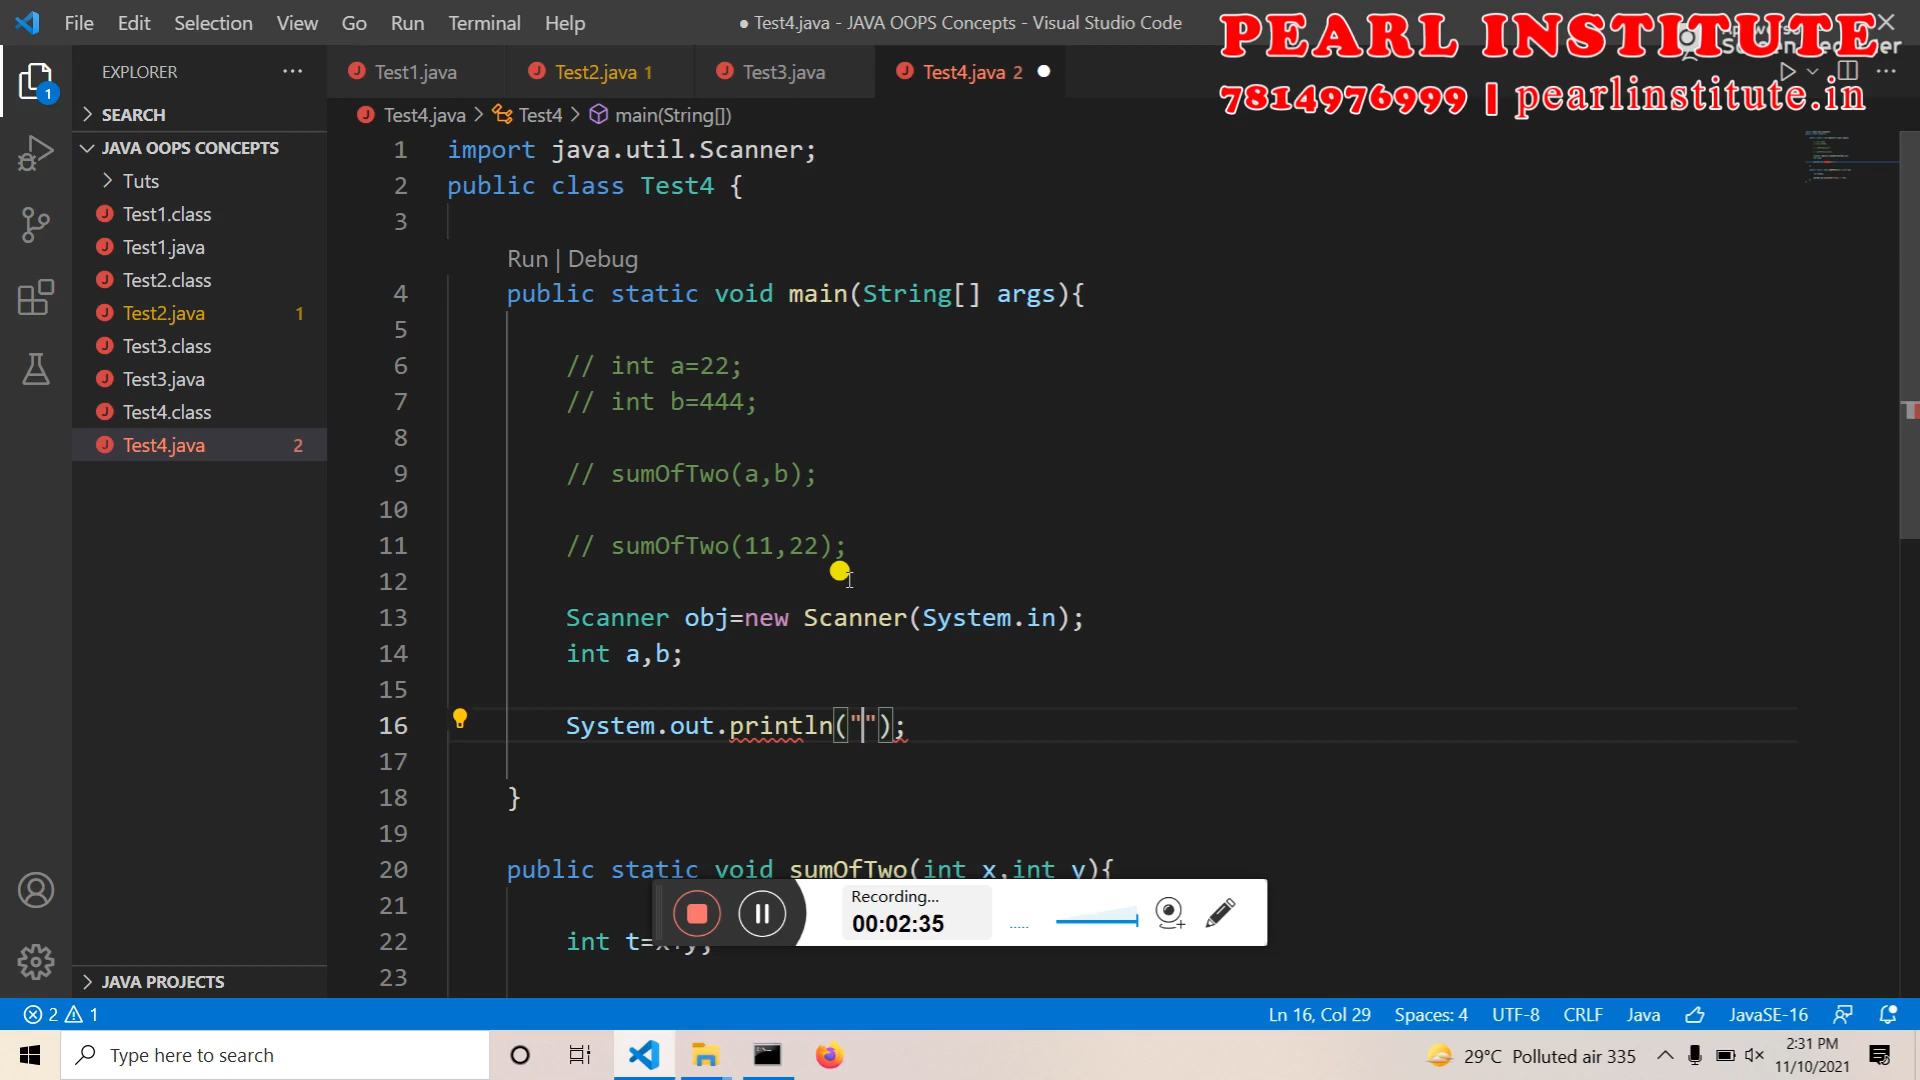 File Edit Selection View Go Run Terminal Help
● Test4.java - JAVA OOPS Concepts - Visual Studio Code
PEARL INSTITUTE
7814976999 | pearlinstitute.in
EXPLORER
Test1.java
Test2.java 1
Test3.java
Test4.java 2
SEARCH
Test4.java > Test4 > main(String[])
JAVA OOPS CONCEPTS
Tuts
Test1.class
Test1.java
Test2.class
Test2.java 1
Test3.class
Test3.java
Test4.class
Test4.java 2
JAVA PROJECTS
1
1 import java.util.Scanner;
2 public class Test4 {
3
Run | Debug
4 public static void main(String[] args){
5
6 // int a=22;
7 // int b=444;
8
9 // sumOfTwo(a,b);
10
11 // sumOfTwo(11,22);
12
13 Scanner obj=new Scanner(System.in);
14 int a,b;
15
16 System.out.println("");
17
18 }
19
20 public static void sumOfTwo(int x,int y){
21
22 int t=x+y;
23
Recording...
00:02:35
2 1
Ln 16, Col 29 Spaces: 4 UTF-8 CRLF Java JavaSE-16
Type here to search
29°C Polluted air 335
2:31 PM
11/10/2021